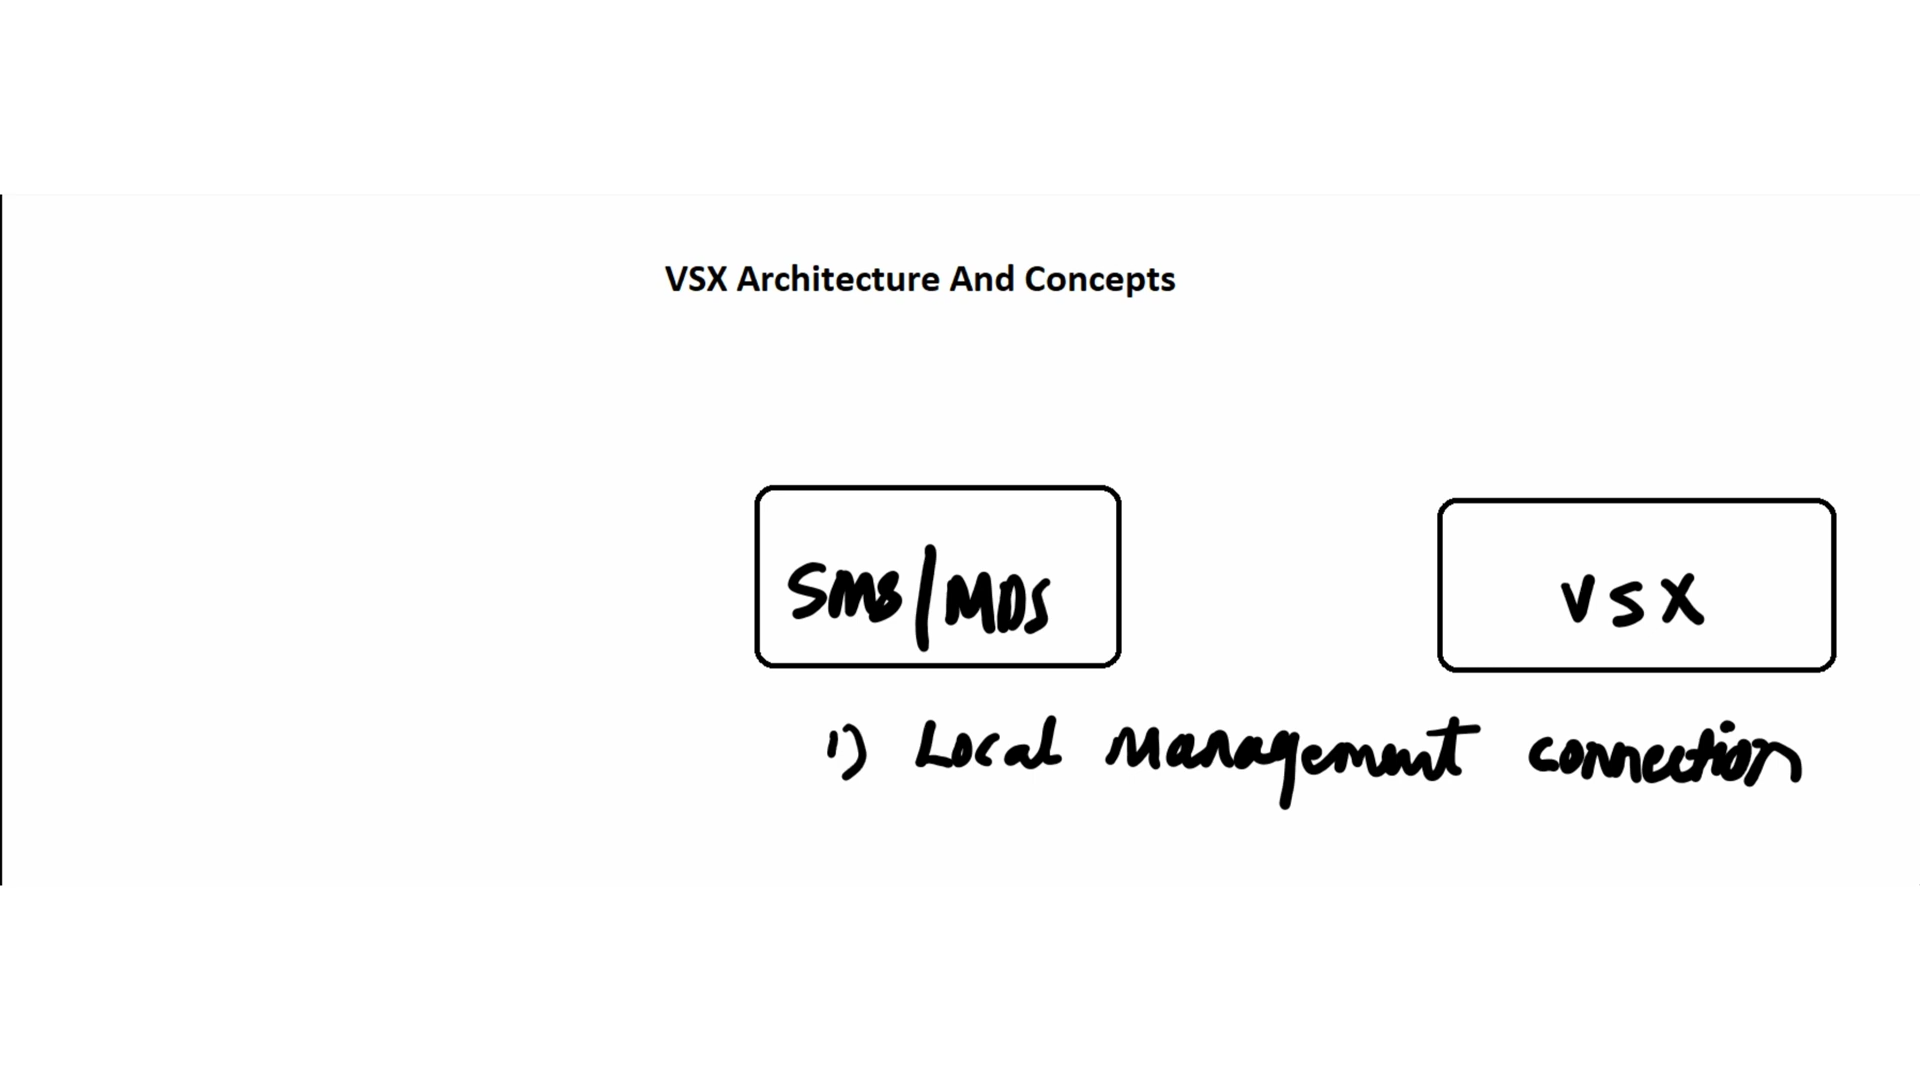 VSX Architecture And Concepts
SMS/MDS
VSX
1) Local Management connection